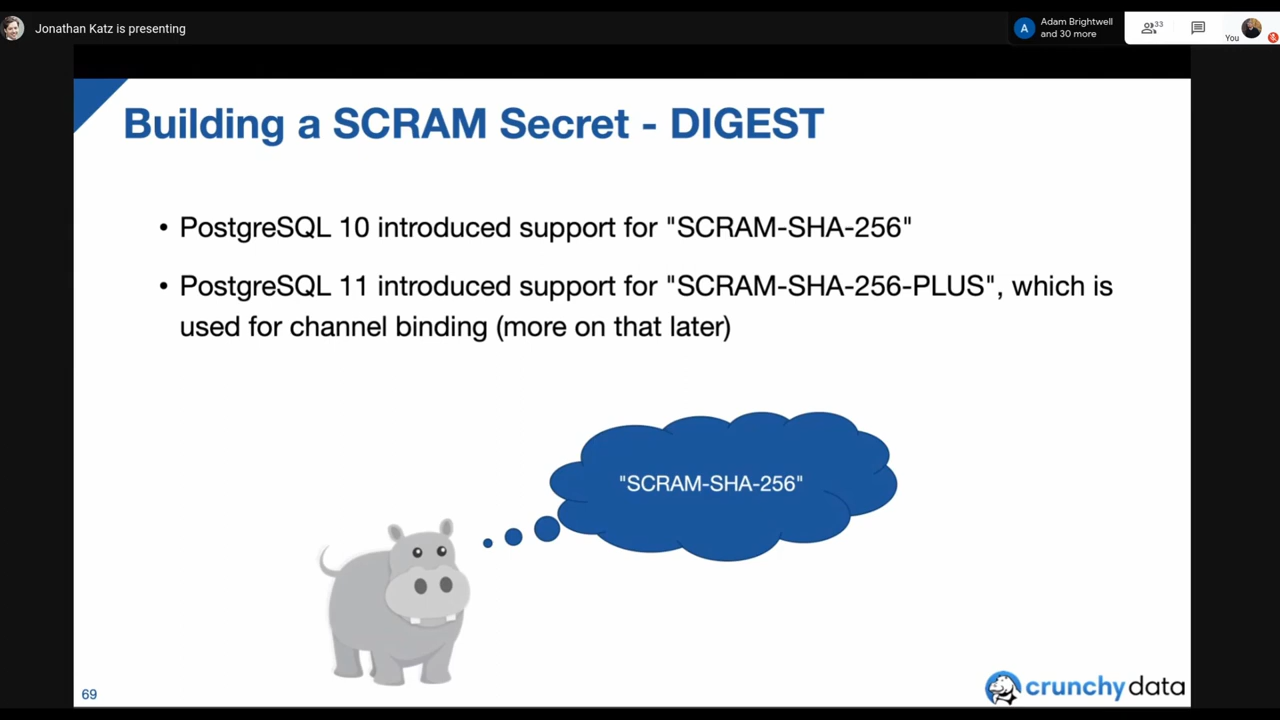 Jonathan Katz is presenting
A
Adam Brightwell
and 30 more
33
You
Building a SCRAM Secret - DIGEST
• PostgreSQL 10 introduced support for "SCRAM-SHA-256"
• PostgreSQL 11 introduced support for "SCRAM-SHA-256-PLUS", which is
used for channel binding (more on that later)
"SCRAM-SHA-256"
69
crunchy data